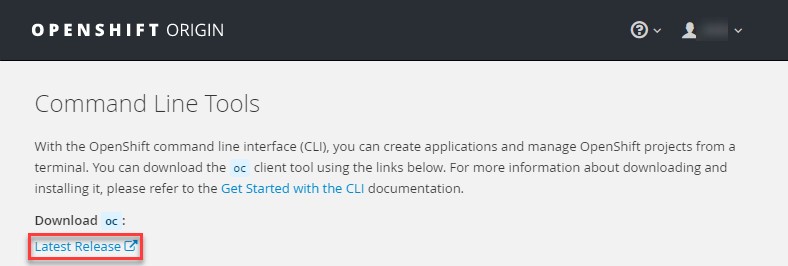 OPENSHIFT ORIGIN
Command Line Tools
With the OpenShift command line interface (CLI), you can create applications and manage OpenShift projects from a
terminal. You can download the oc client tool using the links below. For more information about downloading and
installing it, please refer to the Get Started with the CLI documentation.
Download oc :
Latest Release